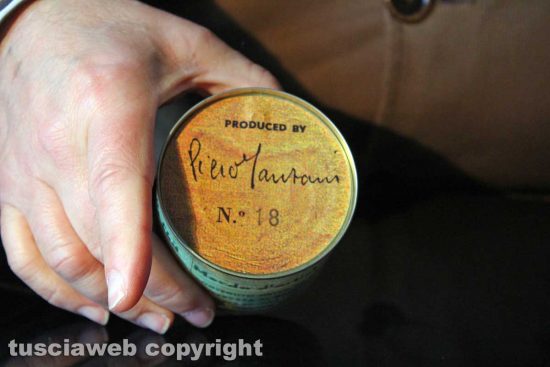 PRODUCED BY
Piero Manzoni
N.º 18
tusciaweb copyright